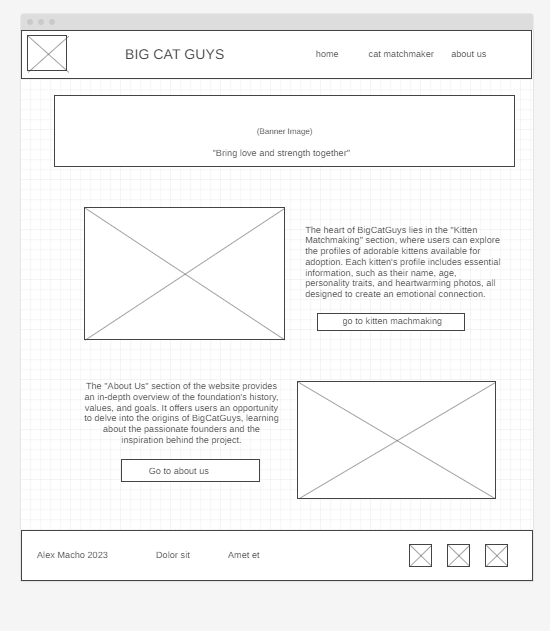 BIG CAT GUYS
home cat matchmaker about us
(Banner Image)
"Bring love and strength together"
The heart of BigCatGuys lies in the "Kitten
Matchmaking" section, where users can explore
the profiles of adorable kittens available for
adoption. Each kitten's profile includes essential
information, such as their name, age,
personality traits, and heartwarming photos, all
designed to create an emotional connection.
go to kitten machmaking
The "About Us" section of the website provides
an in-depth overview of the foundation's history,
values, and goals. It offers users an opportunity
to delve into the origins of BigCatGuys, learning
about the passionate founders and the
inspiration behind the project.
Go to about us
Alex Macho 2023 Dolor sit Amet et